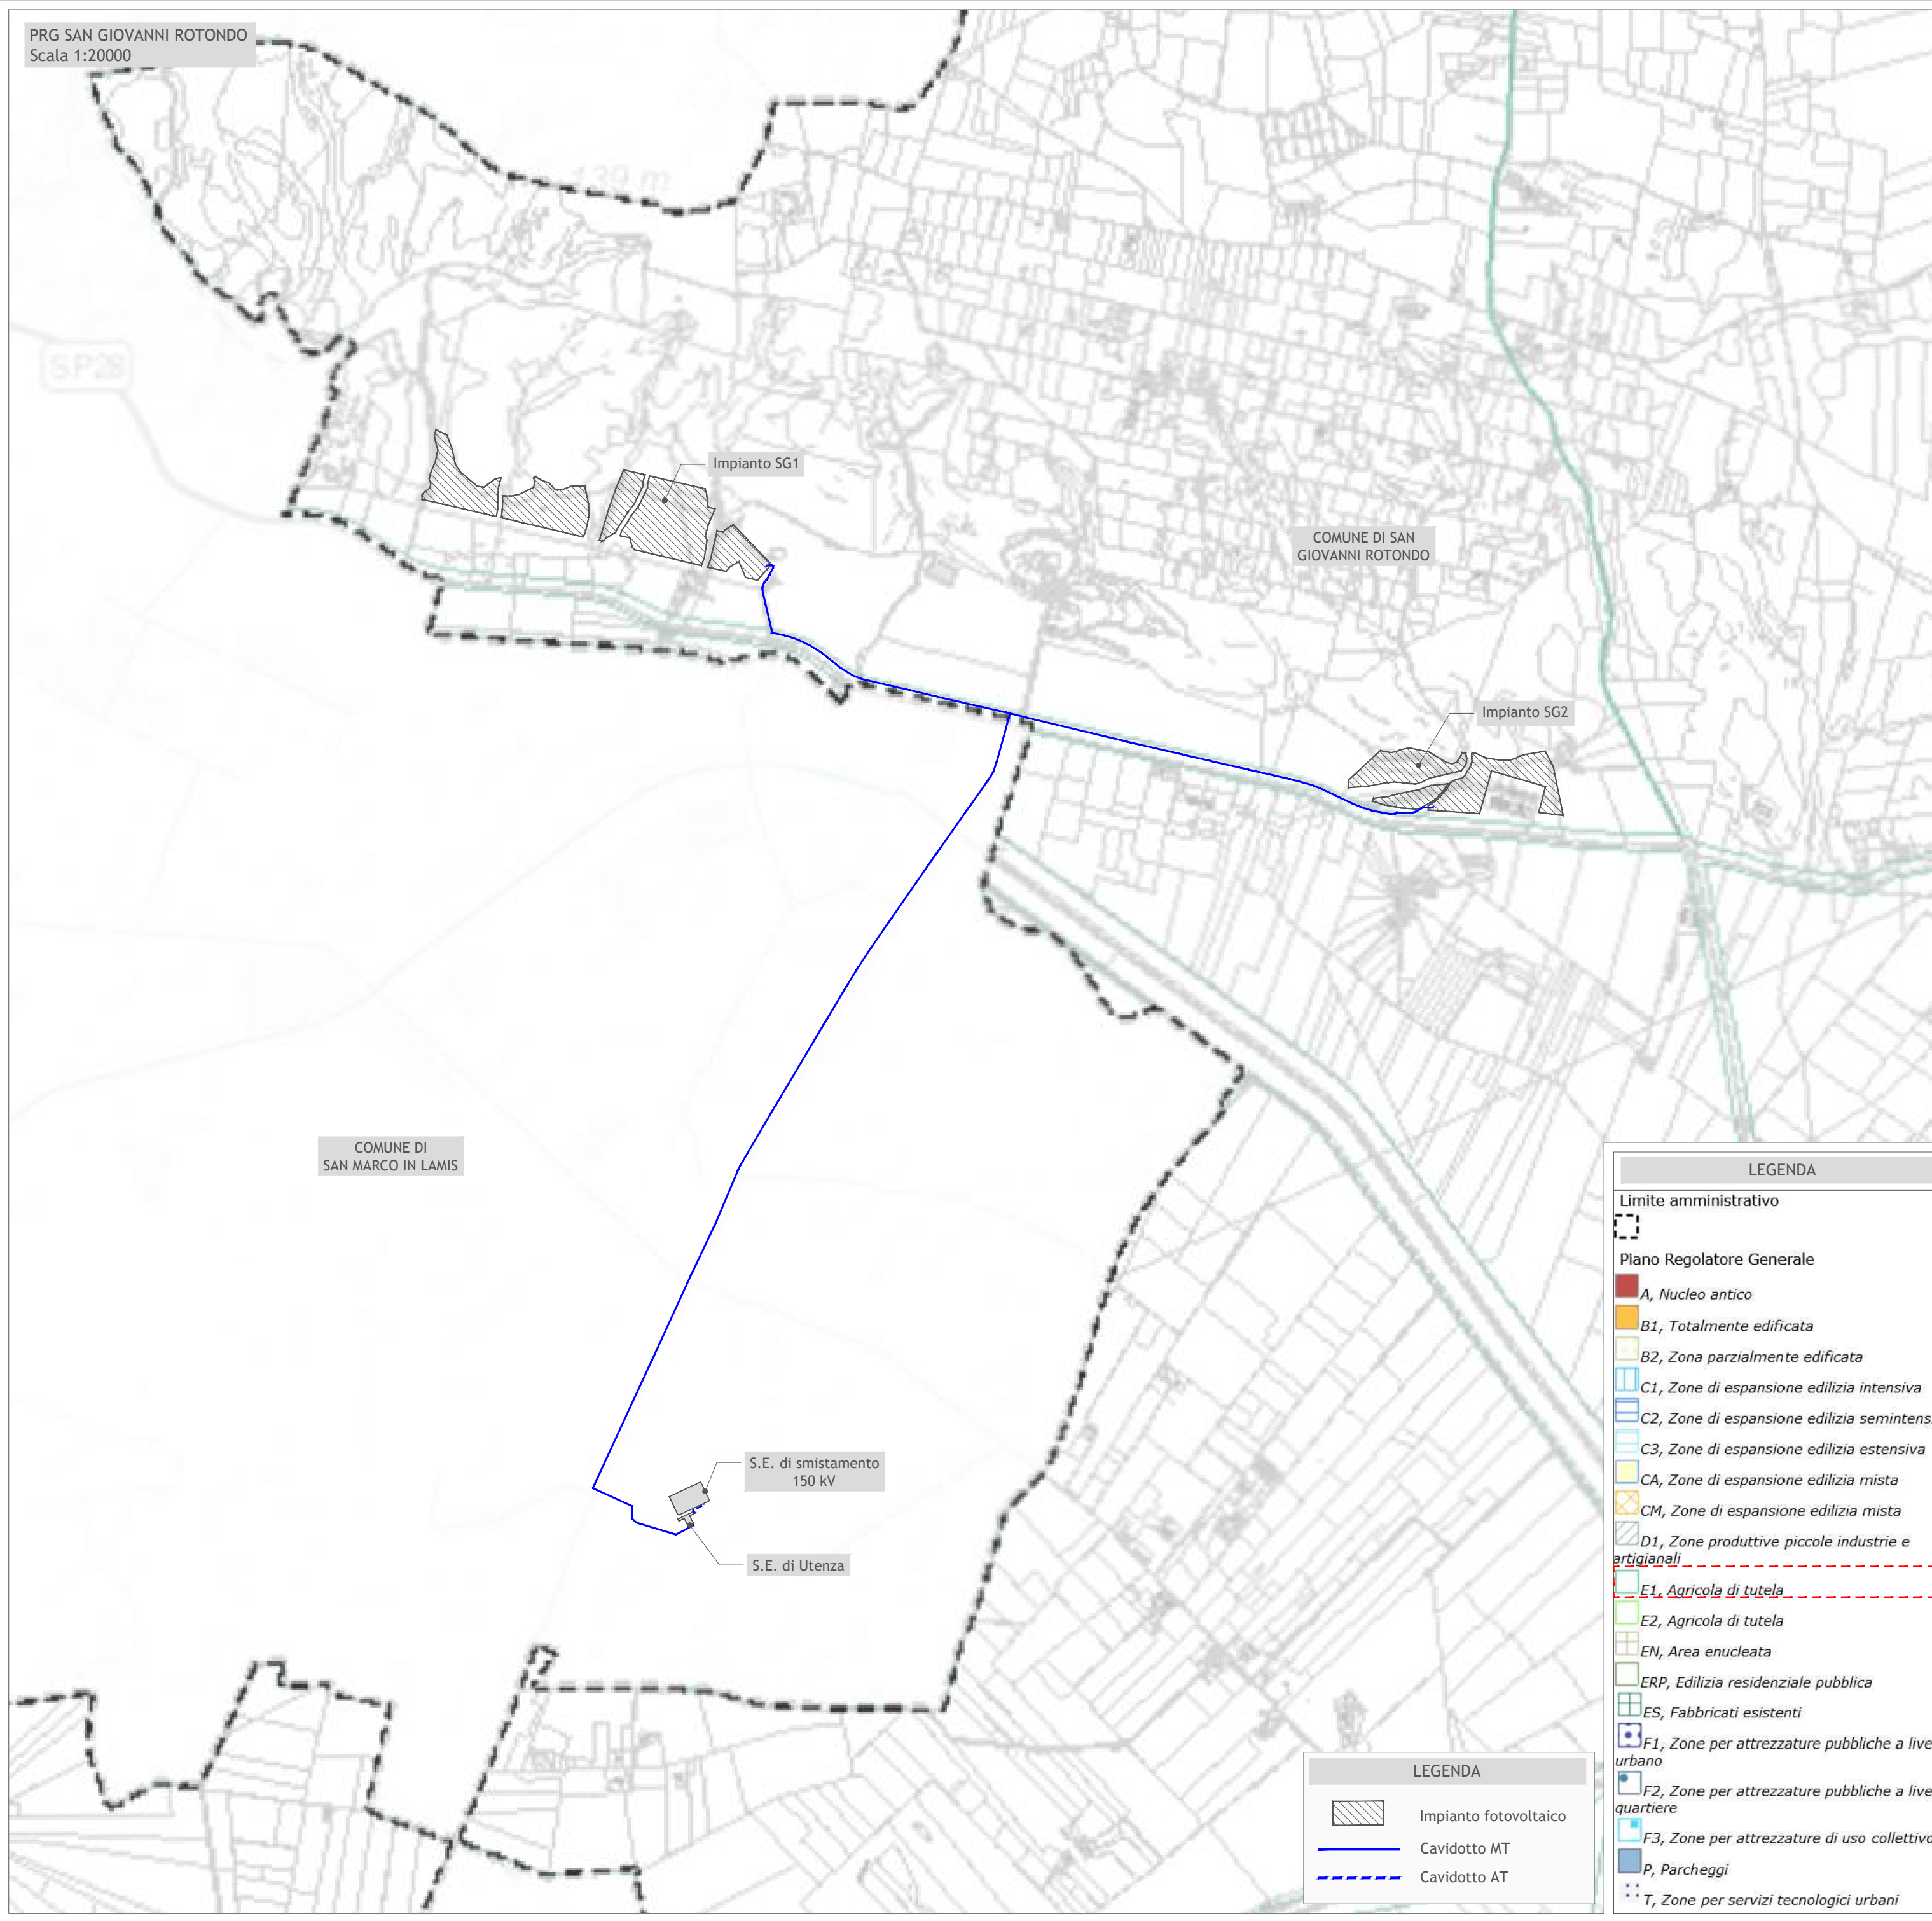 PRG SAN GIOVANNI ROTONDO
Scala 1:20000
139 m
SP28
Impianto SG1
COMUNE DI SAN
GIOVANNI ROTONDO
Impianto SG2
COMUNE DI
SAN MARCO IN LAMIS
S.E. di smistamento
150 kV
S.E. di Utenza
LEGENDA
Impianto fotovoltaico
Cavidotto MT
Cavidotto AT
LEGENDA
Limite amministrativo
Piano Regolatore Generale
A, Nucleo antico
B1, Totalmente edificata
B2, Zona parzialmente edificata
C1, Zone di espansione edilizia intensiva
C2, Zone di espansione edilizia semintens
C3, Zone di espansione edilizia estensiva
CA, Zone di espansione edilizia mista
CM, Zone di espansione edilizia mista
D1, Zone produttive piccole industrie e
artigianali
E1, Agricola di tutela
E2, Agricola di tutela
EN, Area enucleata
ERP, Edilizia residenziale pubblica
ES, Fabbricati esistenti
F1, Zone per attrezzature pubbliche a live
urbano
F2, Zone per attrezzature pubbliche a live
quartiere
F3, Zone per attrezzature di uso collettivo
P, Parcheggi
T, Zone per servizi tecnologici urbani